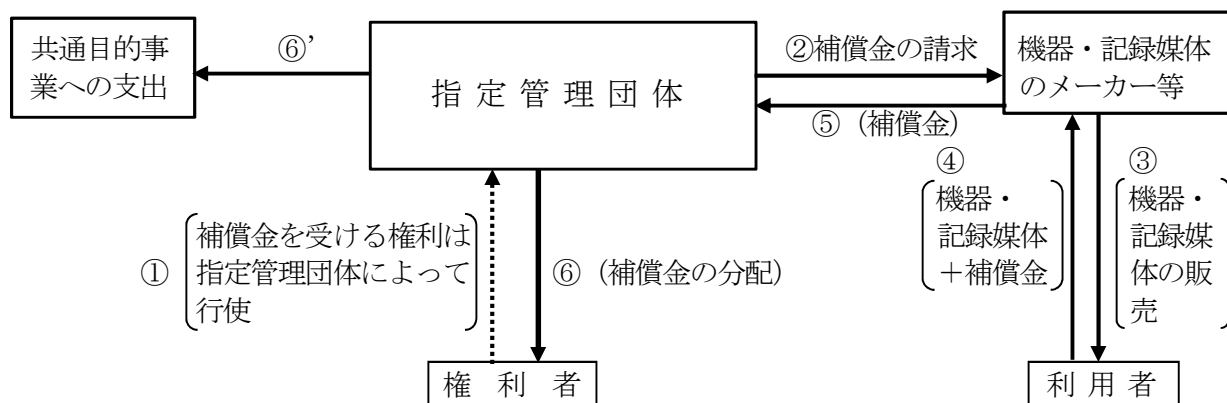 共通目的事
業への支出
⑥’
指定管理団体
②補償金の請求
機器・記録媒体
のメーカー等
⑤（補償金）
①
補償金を受ける権利は
指定管理団体によって
行使
⑥（補償金の分配）
④
機器・
記録媒体
＋補償金
③
機器・
記録媒
体の販
売
権利者
利用者